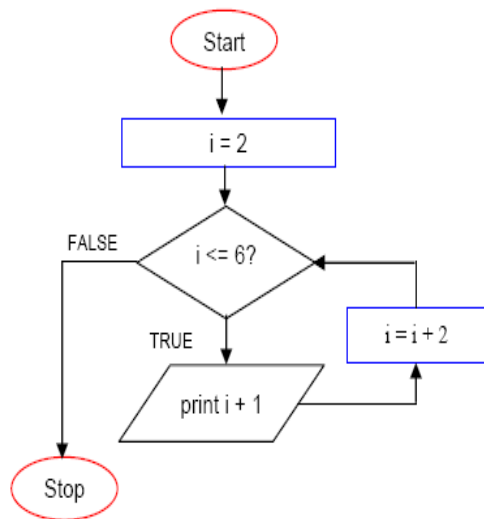 Start
i = 2
FALSE
i <= 6?
TRUE
i = i + 2
print i + 1
Stop